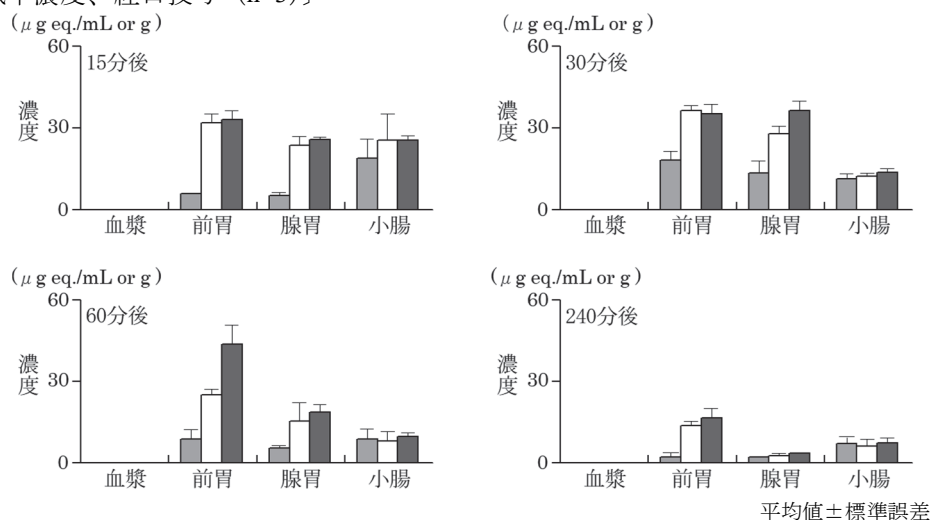 経口投与（n=3）〕
（μg eq./mL or g） （μg eq./mL or g）
60 60
15分後 30分後
濃度 30 濃度 30
0 0
血漿 前胃 腺胃 小腸 血漿 前胃 腺胃 小腸
（μg eq./mL or g） （μg eq./mL or g）
60 60
60分後 240分後
濃度 30 濃度 30
0 0
血漿 前胃 腺胃 小腸 血漿 前胃 腺胃 小腸
平均値±標準誤差